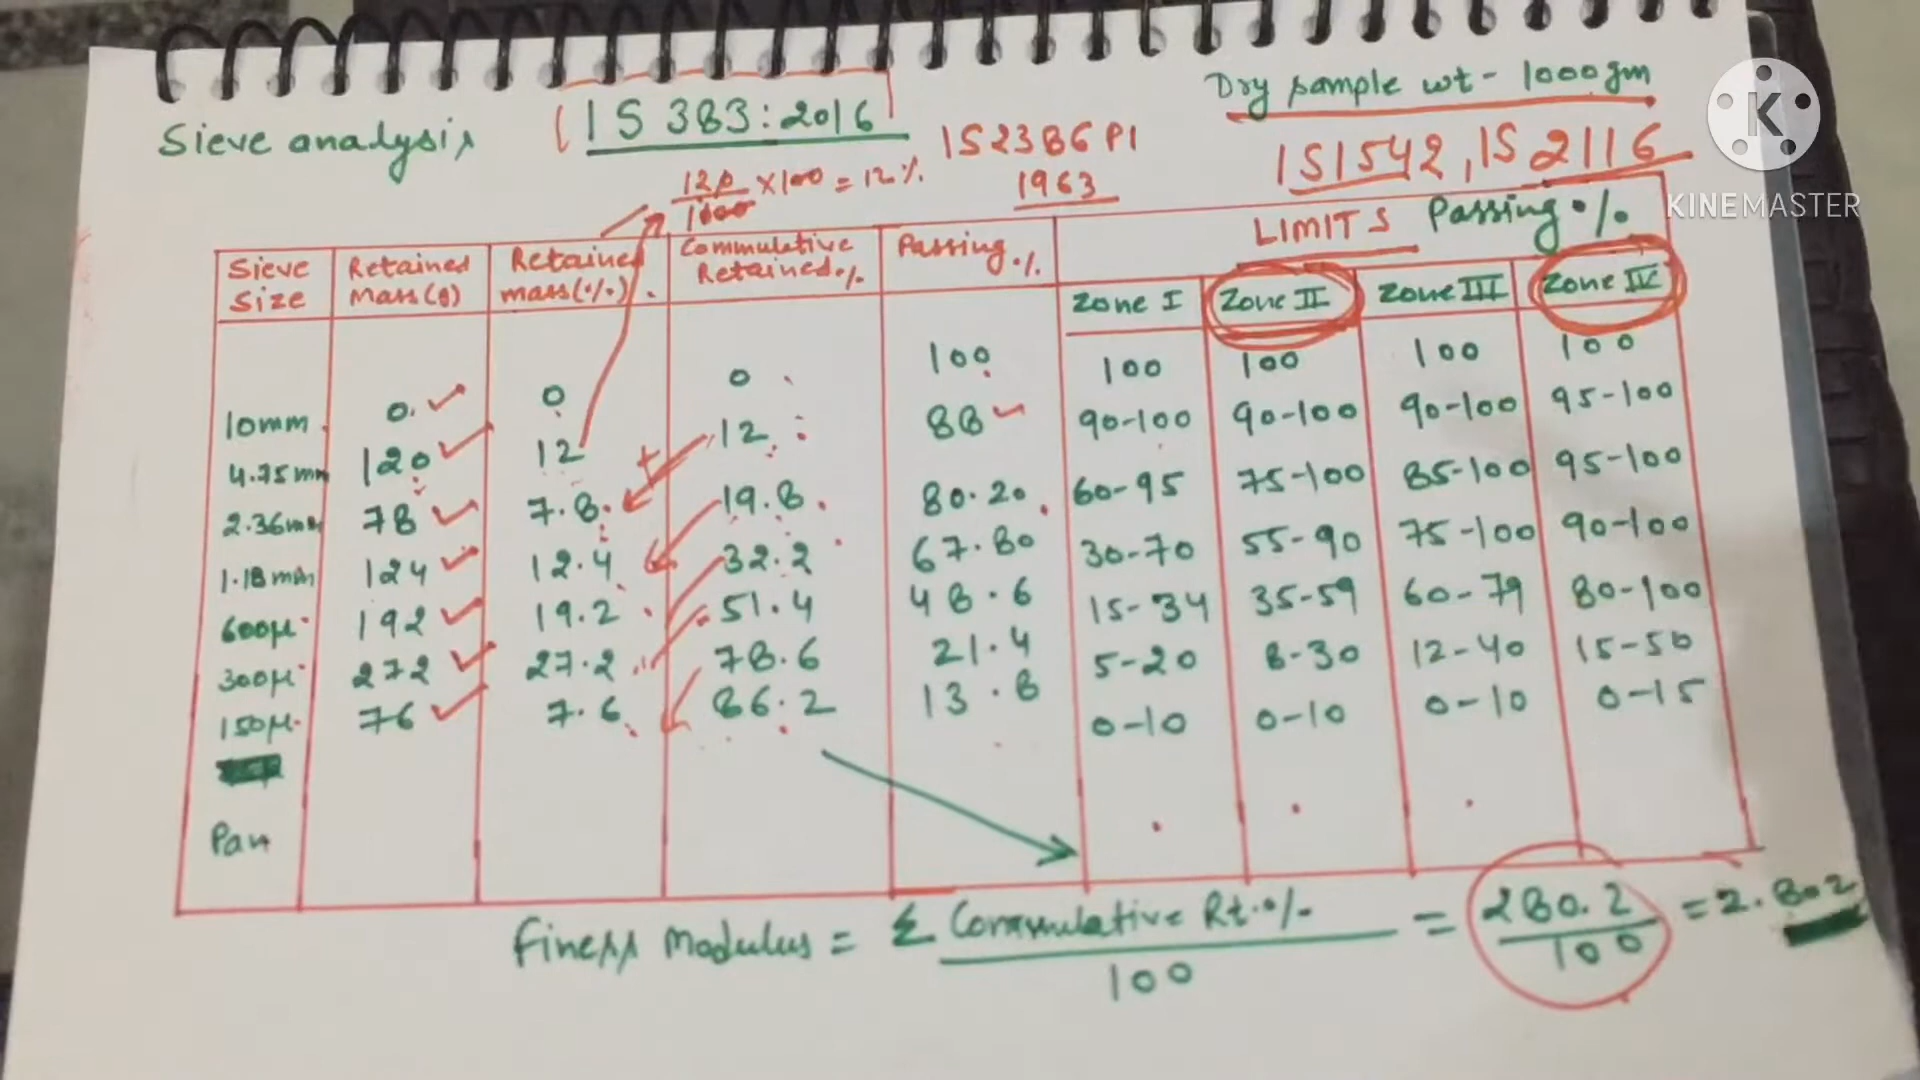 Dry sample wt - 1000gm
Sieve analysis
IS 383:2016
IS2386 P1
1963
IS1542, IS 2116
K
KINEMASTER
120/1000 x100 = 12%
LIMITS Passing %
Sieve Size
Retained Mass(g)
Retained mass(%)
Commulative Retained %
Passing %
Zone I
Zone II
Zone III
Zone IV
10mm 0 0 0 100 100 100 100 100
4.75mm 120 12 12 88 90-100 90-100 90-100 95-100
2.36mm 78 7.8 19.8 80.20 60-95 75-100 85-100 95-100
1.18mm 124 12.4 32.2 67.80 30-70 55-90 75-100 90-100
600μ 192 19.2 51.4 48.6 15-34 35-59 60-79 80-100
300μ 272 27.2 78.6 21.4 5-20 8-30 12-40 15-50
150μ 76 7.6 86.2 13.8 0-10 0-10 0-10 0-15
Pan
Finess Modulus = Σ Commulative Rt.% / 100 = 280.2 / 100 = 2.802